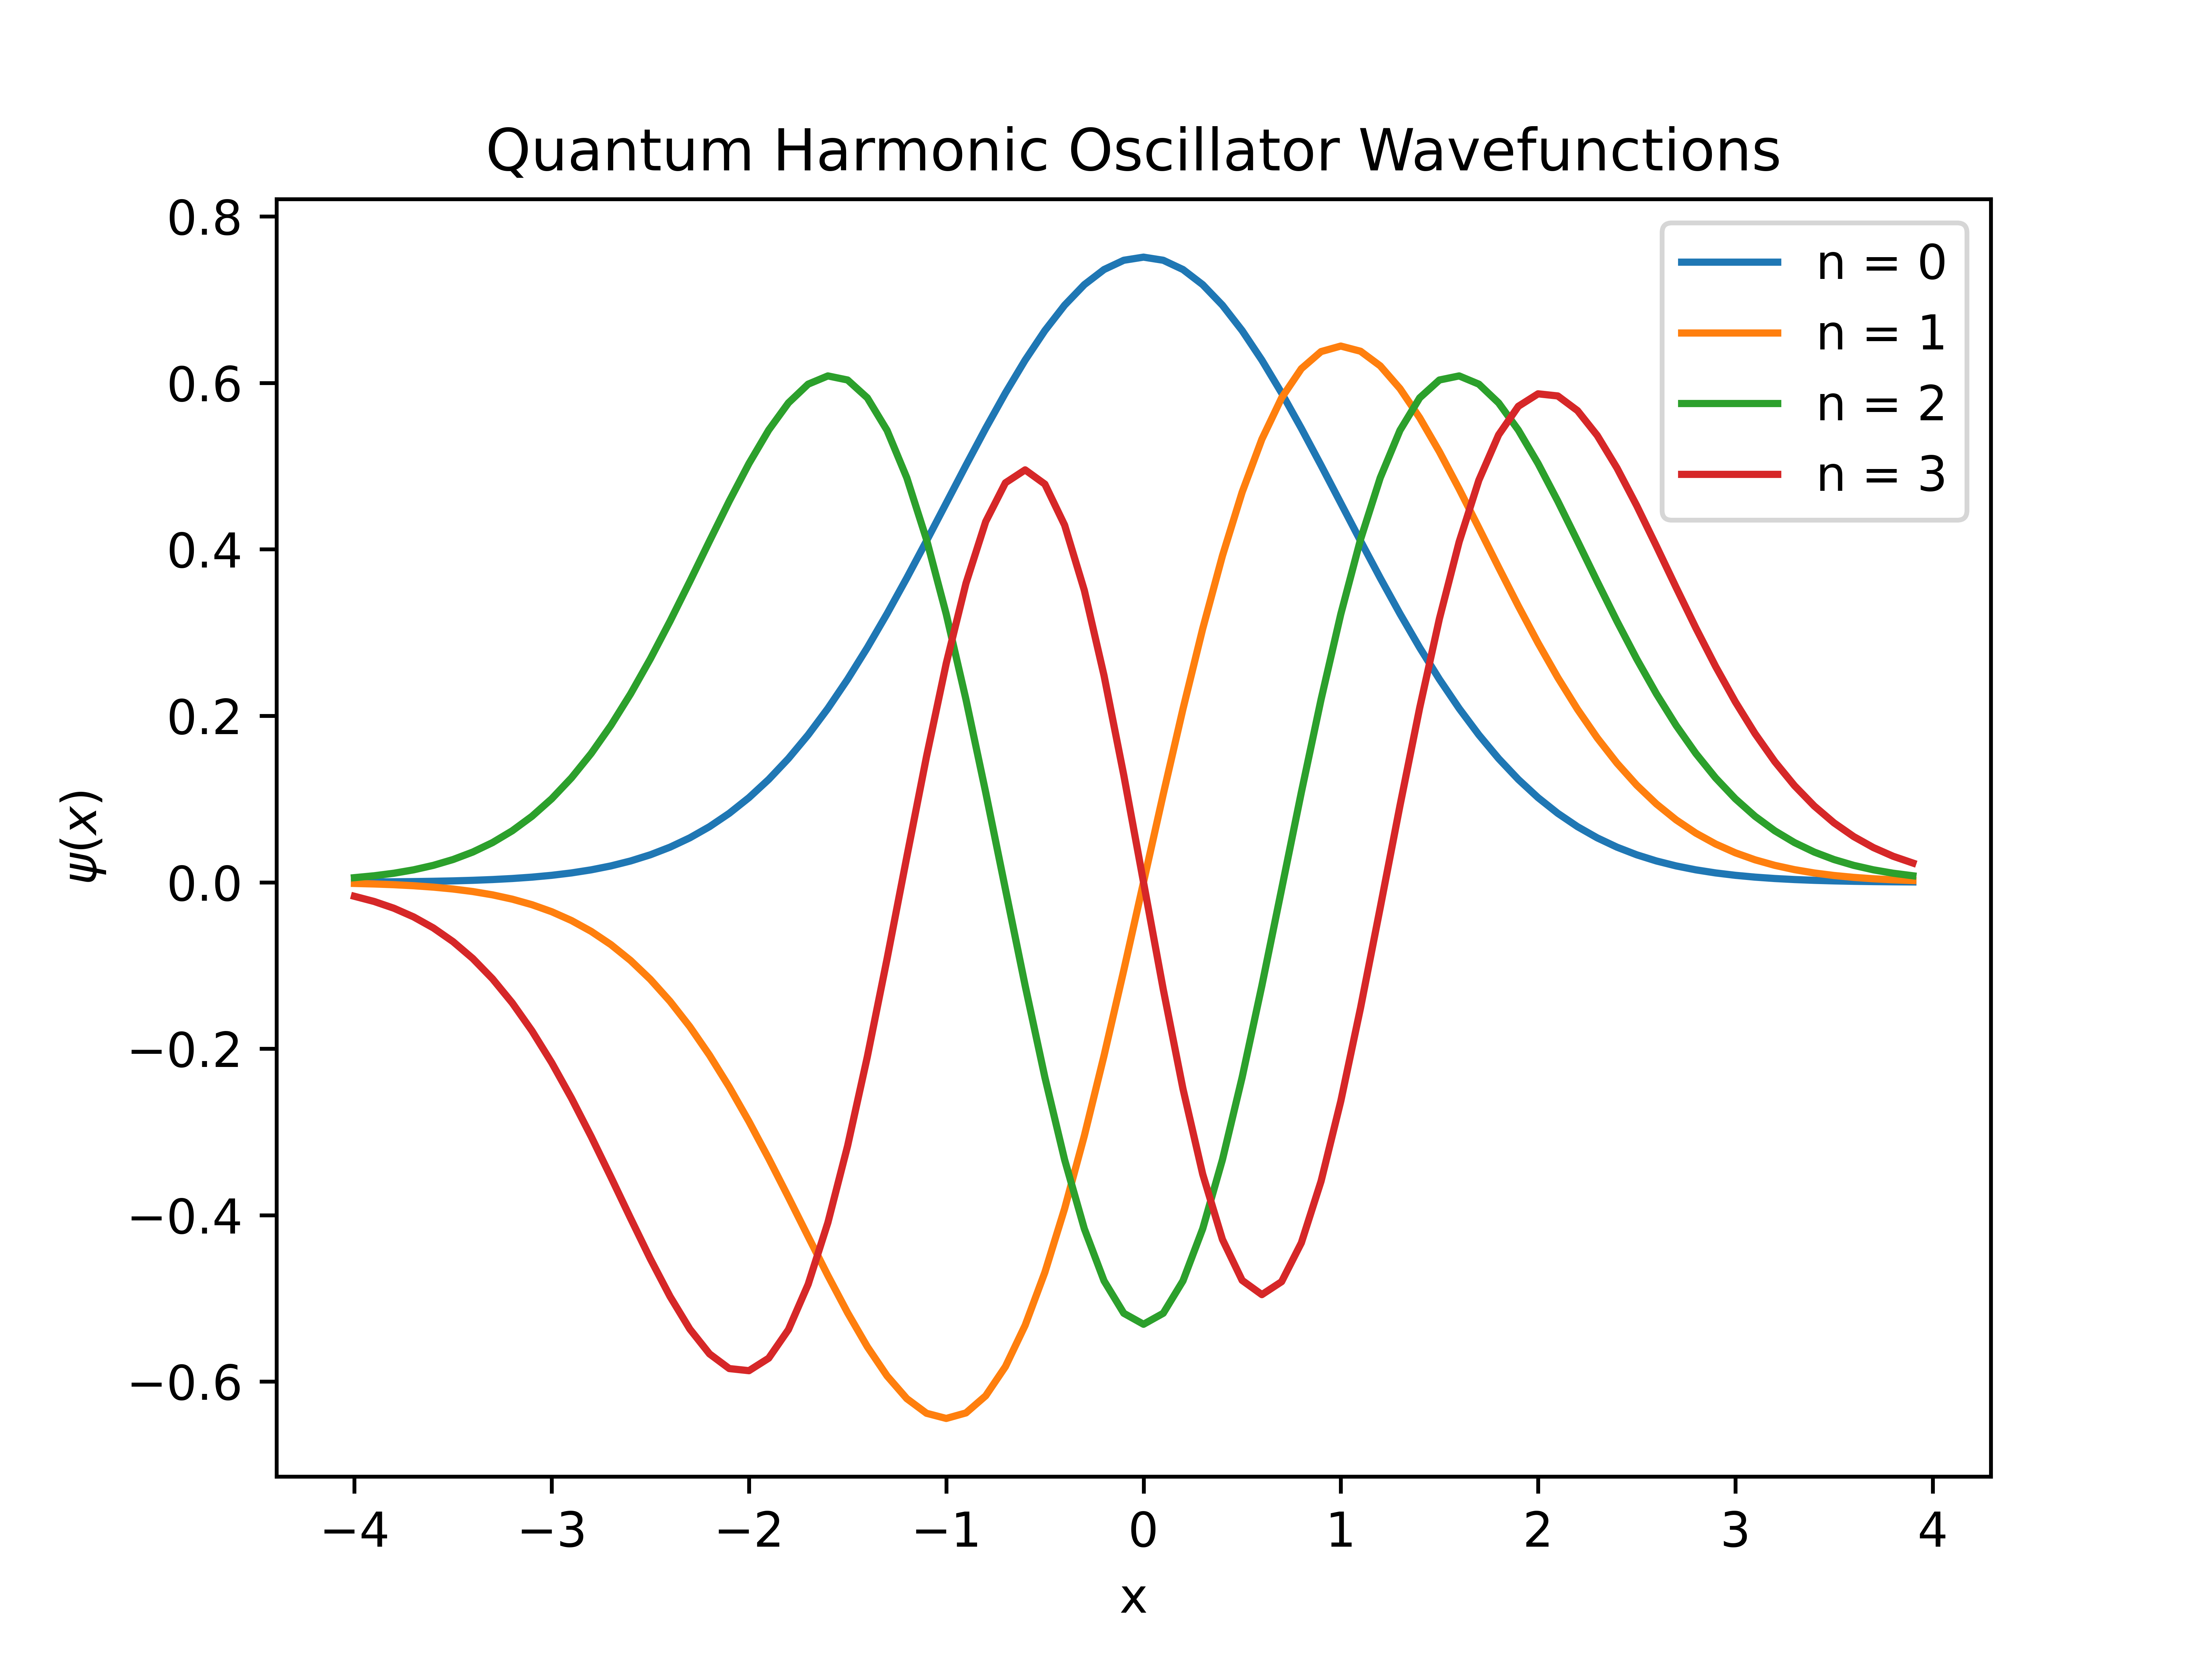 Quantum Harmonic Oscillator Wavefunctions
0.8
0.6
0.4
0.2
0.0
−0.2
−0.4
−0.6
ψ(x)
n = 0
n = 1
n = 2
n = 3
−4 −3 −2 −1 0 1 2 3 4
x